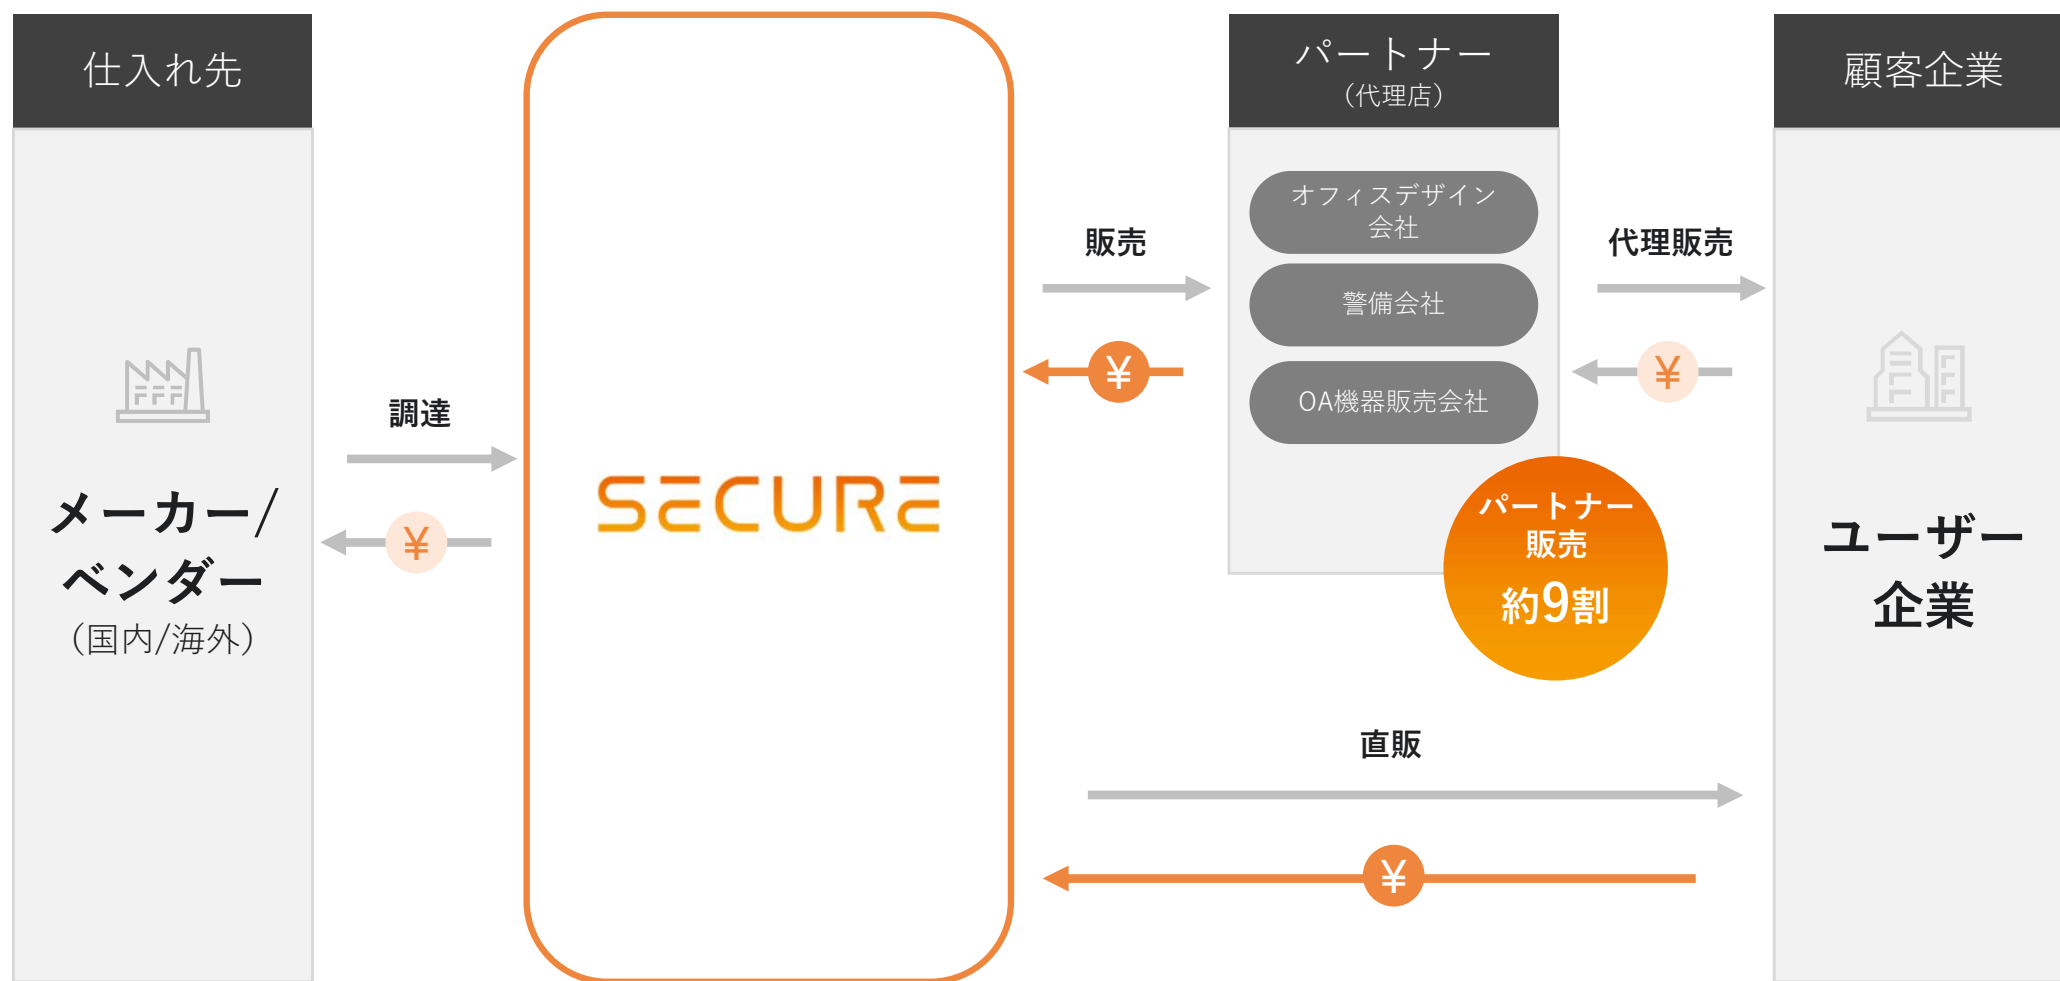 仕入れ先
メーカー/
ベンダー
（国内/海外）
調達
¥
SECURE
販売
¥
パートナー
（代理店）
オフィスデザイン
会社
警備会社
OA機器販売会社
パートナー
販売
約9割
代理販売
¥
直販
¥
顧客企業
ユーザー
企業